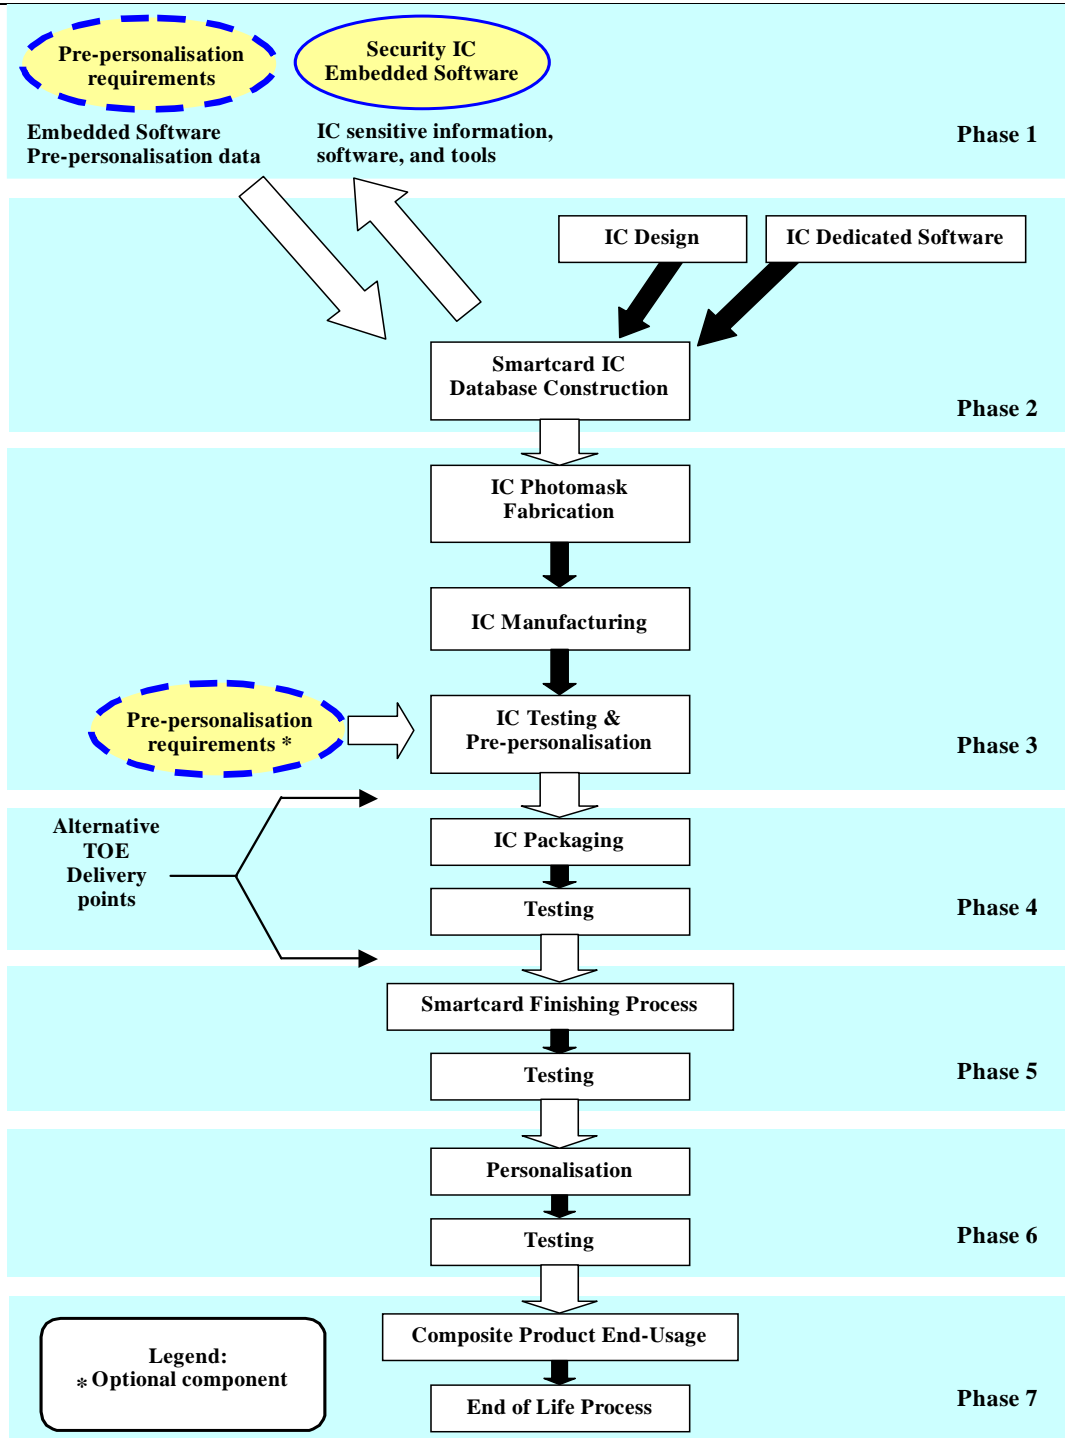 Pre-personalisation
requirements
Security IC
Embedded Software
Embedded Software
Pre-personalisation data
IC sensitive information,
software, and tools
Phase 1
IC Design
IC Dedicated Software
Smartcard IC
Database Construction
Phase 2
IC Photomask
Fabrication
IC Manufacturing
Pre-personalisation
requirements *
IC Testing &
Pre-personalisation
Phase 3
Alternative
TOE
Delivery
points
IC Packaging
Testing
Phase 4
Smartcard Finishing Process
Testing
Phase 5
Personalisation
Testing
Phase 6
Composite Product End-Usage
End of Life Process
Phase 7
Legend:
* Optional component